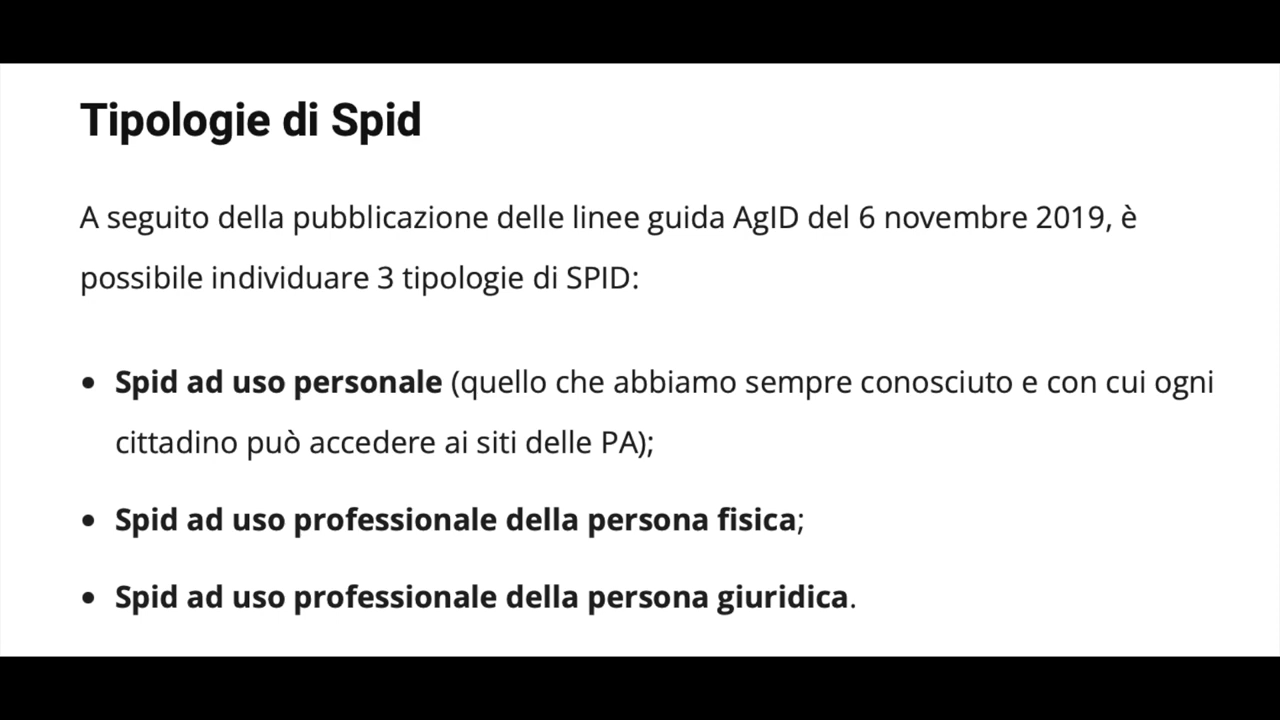 Tipologie di Spid
A seguito della pubblicazione delle linee guida AgID del 6 novembre 2019, è
possibile individuare 3 tipologie di SPID:
• Spid ad uso personale (quello che abbiamo sempre conosciuto e con cui ogni
cittadino può accedere ai siti delle PA);
• Spid ad uso professionale della persona fisica;
• Spid ad uso professionale della persona giuridica.